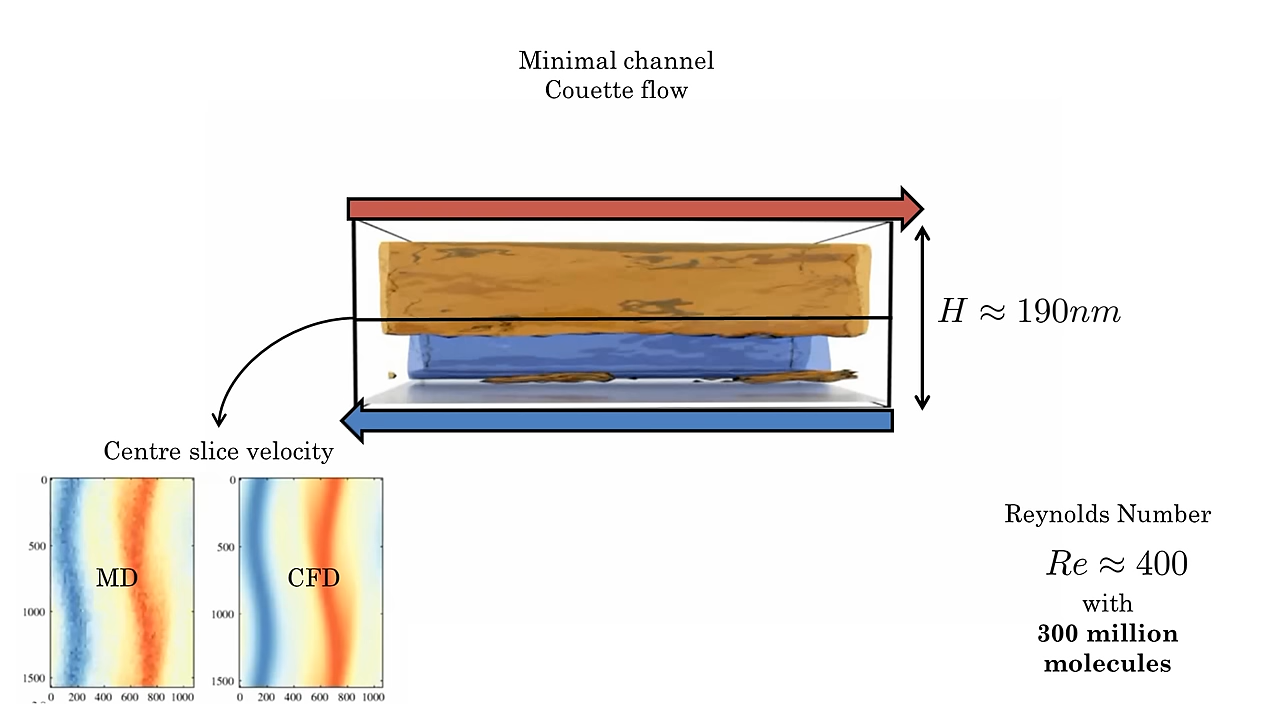 Minimal channel
Couette flow
H ≈ 190nm
Centre slice velocity
0
500
1000
1500
0 200 400 600 800 1000
MD
0
500
1000
1500
0 200 400 600 800 1000
CFD
Reynolds Number
Re ≈ 400
with
300 million
molecules